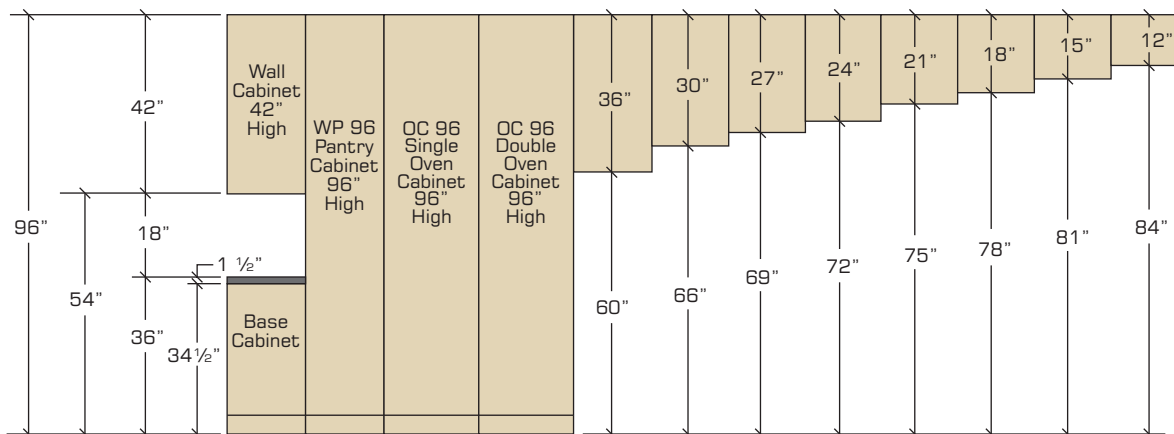 96”
54”
42”
18”
36”
1 ½”
34½”
Wall
Cabinet
42”
High
Base
Cabinet
WP 96
Pantry
Cabinet
96”
High
OC 96
Single
Oven
Cabinet
96”
High
OC 96
Double
Oven
Cabinet
96”
High
36”
60”
30”
66”
27”
69”
24”
72”
21”
75”
18”
78”
15”
81”
12”
84”